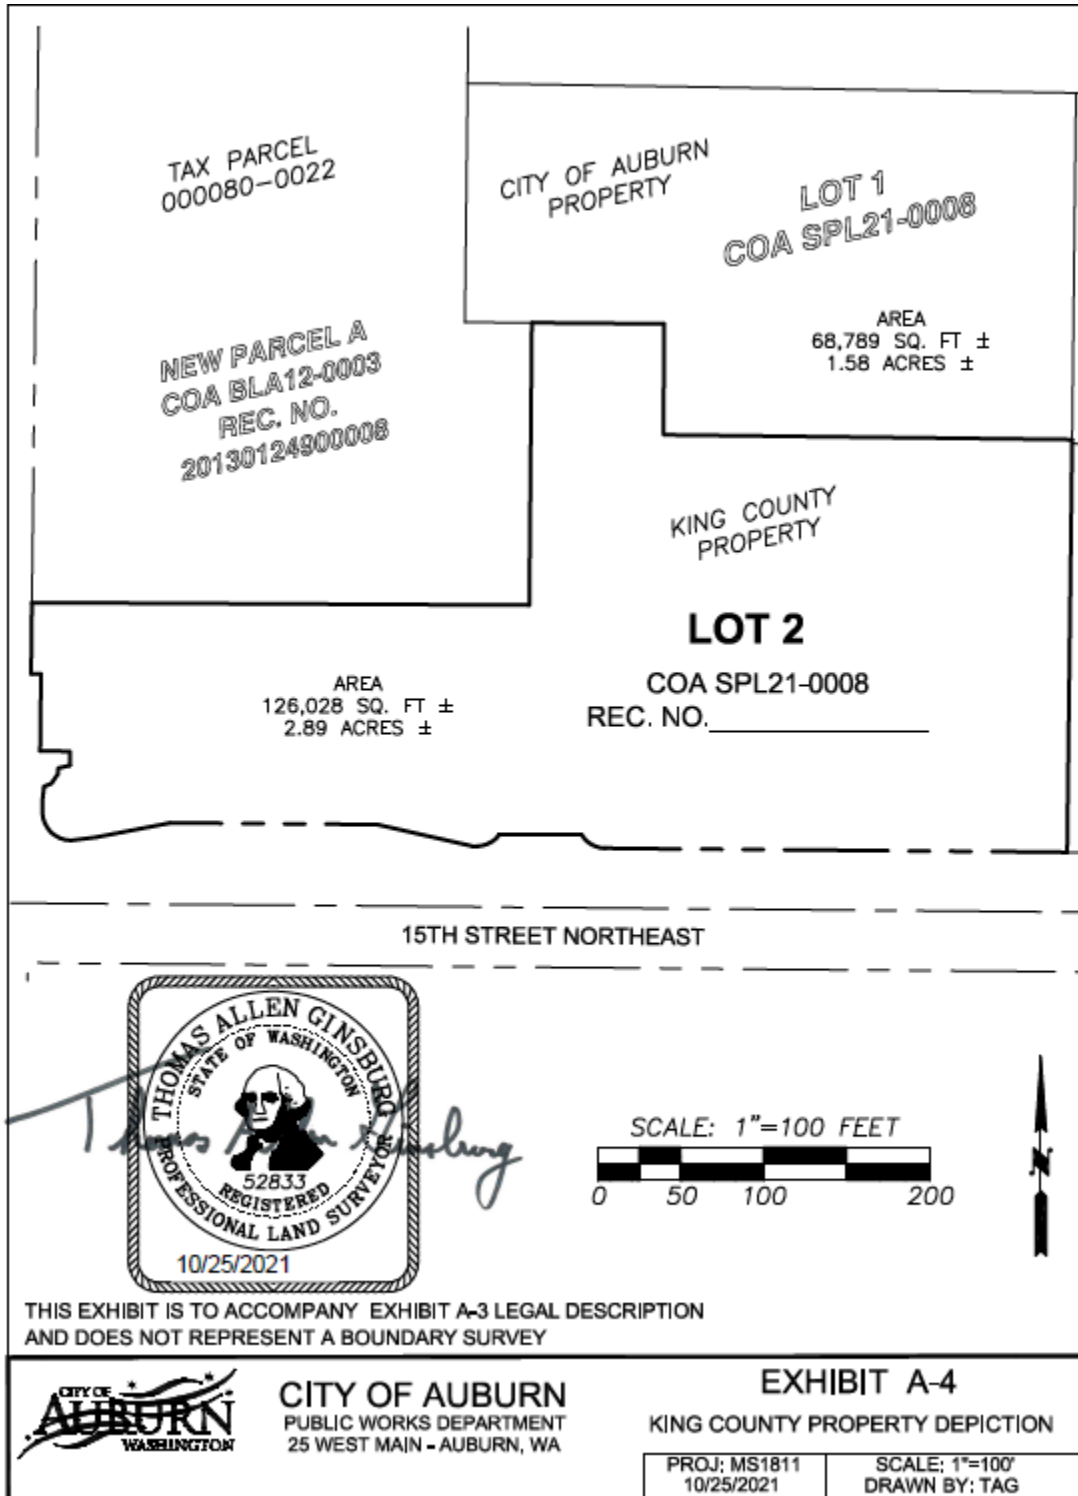 TAX PARCEL
000080-0022
CITY OF AUBURN
PROPERTY
LOT 1
COA SPL21-0008
AREA
68,789 SQ. FT ±
1.58 ACRES ±
NEW PARCEL A
COA BLA12-0003
REC. NO.
20130124900008
KING COUNTY
PROPERTY
LOT 2
COA SPL21-0008
REC. NO.
AREA
126,028 SQ. FT ±
2.89 ACRES ±
15TH STREET NORTHEAST
THOMAS ALLEN GINSBURG
STATE OF WASHINGTON
52833
REGISTERED
PROFESSIONAL LAND SURVEYOR
Thomas Allen Ginsburg
10/25/2021
SCALE: 1"=100 FEET
0 50 100 200
N
THIS EXHIBIT IS TO ACCOMPANY EXHIBIT A-3 LEGAL DESCRIPTION
AND DOES NOT REPRESENT A BOUNDARY SURVEY
CITY OF
AUBURN
WASHINGTON
CITY OF AUBURN
PUBLIC WORKS DEPARTMENT
25 WEST MAIN - AUBURN, WA
EXHIBIT A-4
KING COUNTY PROPERTY DEPICTION
PROJ: MS1811
10/25/2021
SCALE: 1"=100'
DRAWN BY: TAG